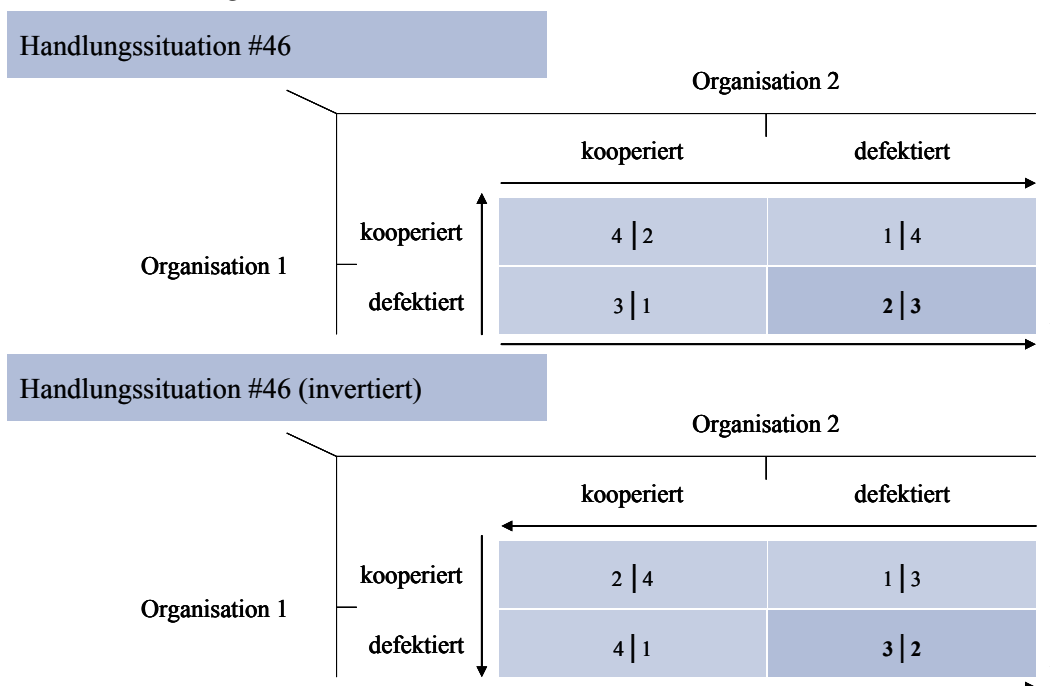 Handlungssituation #46
Organisation 2
kooperiert defektiert
kooperiert 4 | 2 1 | 4
Organisation 1
defektiert 3 | 1 2 | 3
Handlungssituation #46 (invertiert)
Organisation 2
kooperiert defektiert
kooperiert 2 | 4 1 | 3
Organisation 1
defektiert 4 | 1 3 | 2